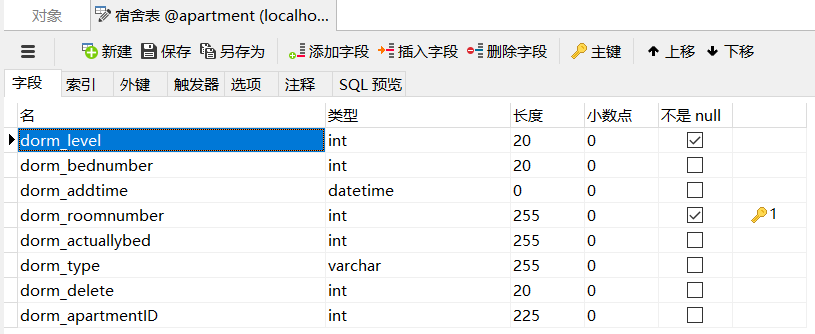 对象 宿舍表 @apartment (localho...
新建 保存 另存为 添加字段 插入字段 删除字段 主键 上移 下移
字段 索引 外键 触发器 选项 注释 SQL 预览
名 类型 长度 小数点 不是 null
dorm_level int 20 0
dorm_bednumber int 20 0
dorm_addtime datetime 0 0
dorm_roomnumber int 255 0 1
dorm_actuallybed int 255 0
dorm_type varchar 255 0
dorm_delete int 20 0
dorm_apartmentID int 225 0